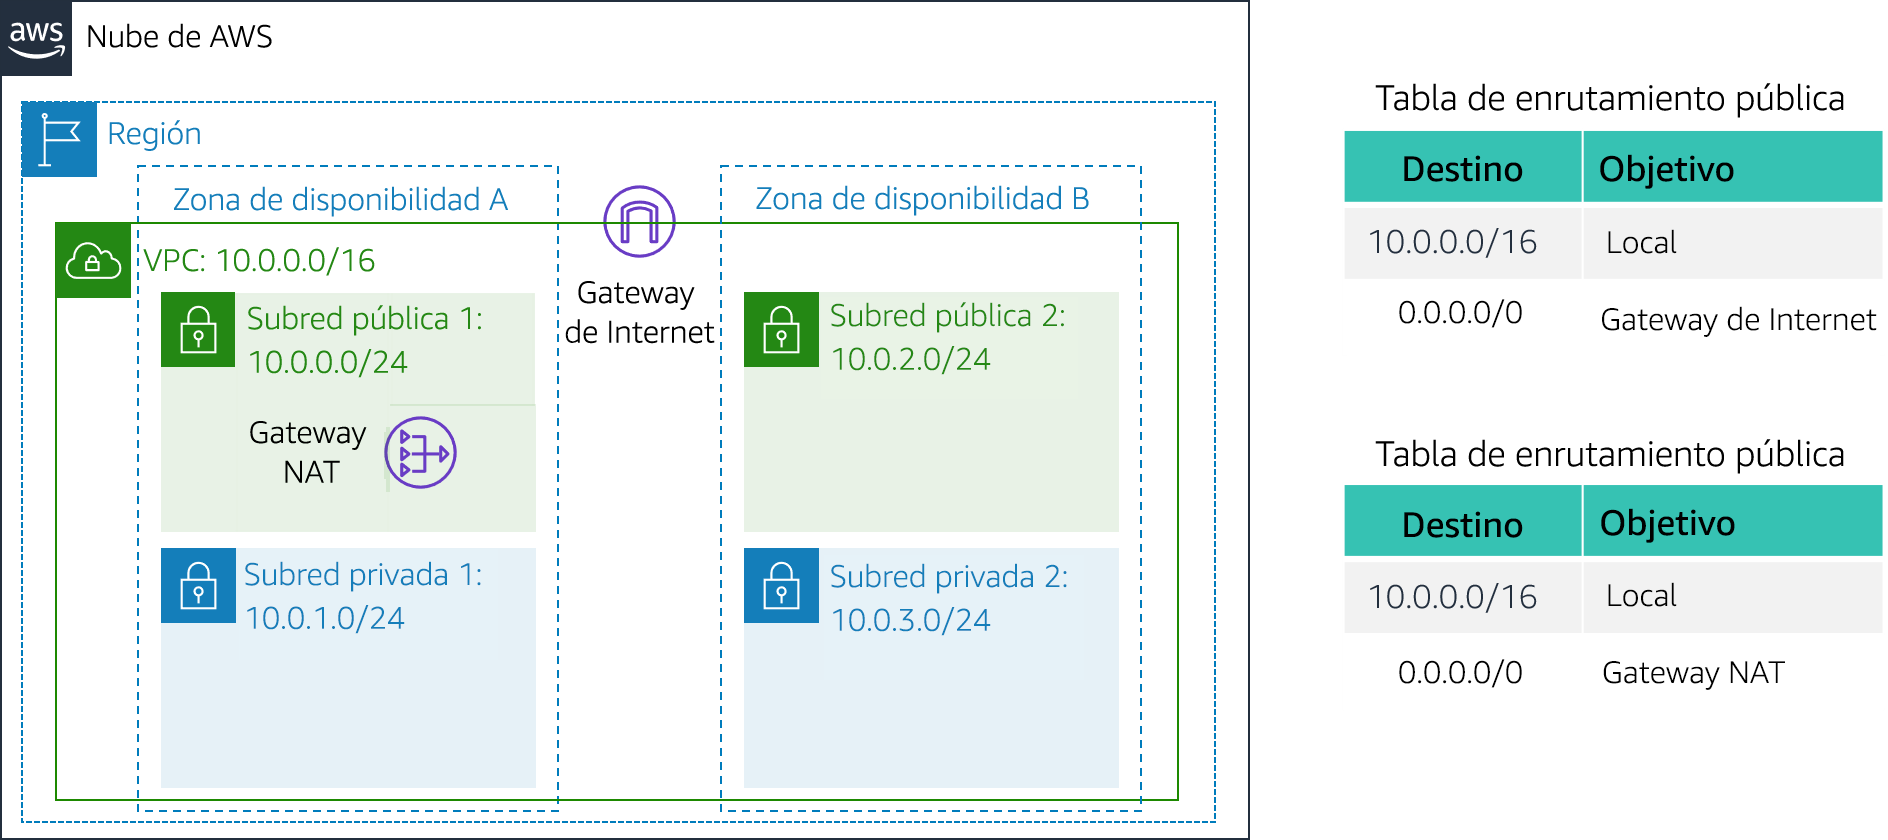 aws
Nube de AWS
Región
Zona de disponibilidad A
Zona de disponibilidad B
VPC: 10.0.0.0/16
Gateway
de Internet
Subred pública 1:
10.0.0.0/24
Gateway
NAT
Subred pública 2:
10.0.2.0/24
Subred privada 1:
10.0.1.0/24
Subred privada 2:
10.0.3.0/24
Tabla de enrutamiento pública
Destino Objetivo
10.0.0.0/16 Local
0.0.0.0/0 Gateway de Internet
Tabla de enrutamiento pública
Destino Objetivo
10.0.0.0/16 Local
0.0.0.0/0 Gateway NAT